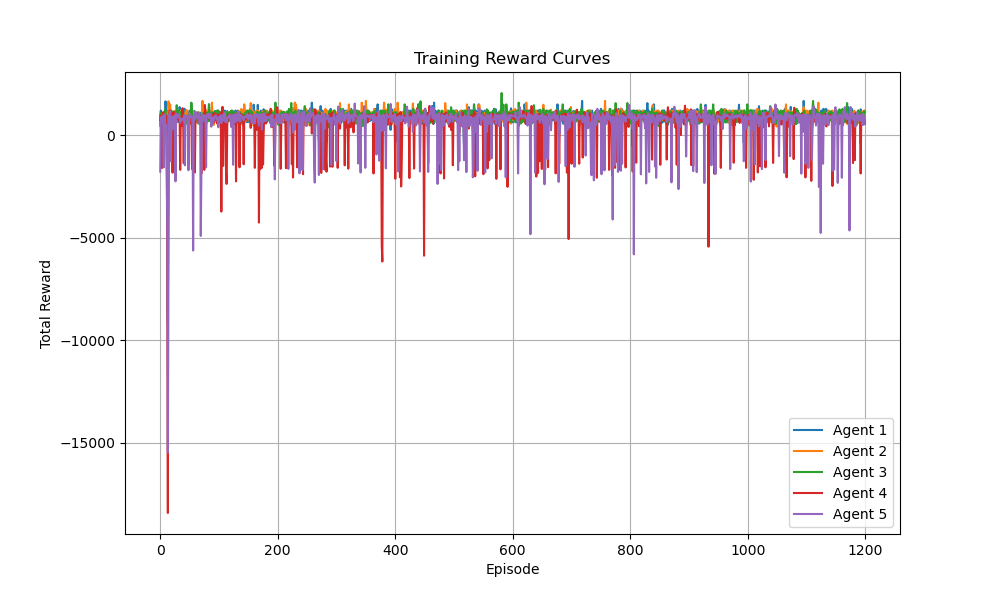 Training Reward Curves
Total Reward
0
−5000
−10000
−15000
0 200 400 600 800 1000 1200
Episode
Agent 1
Agent 2
Agent 3
Agent 4
Agent 5